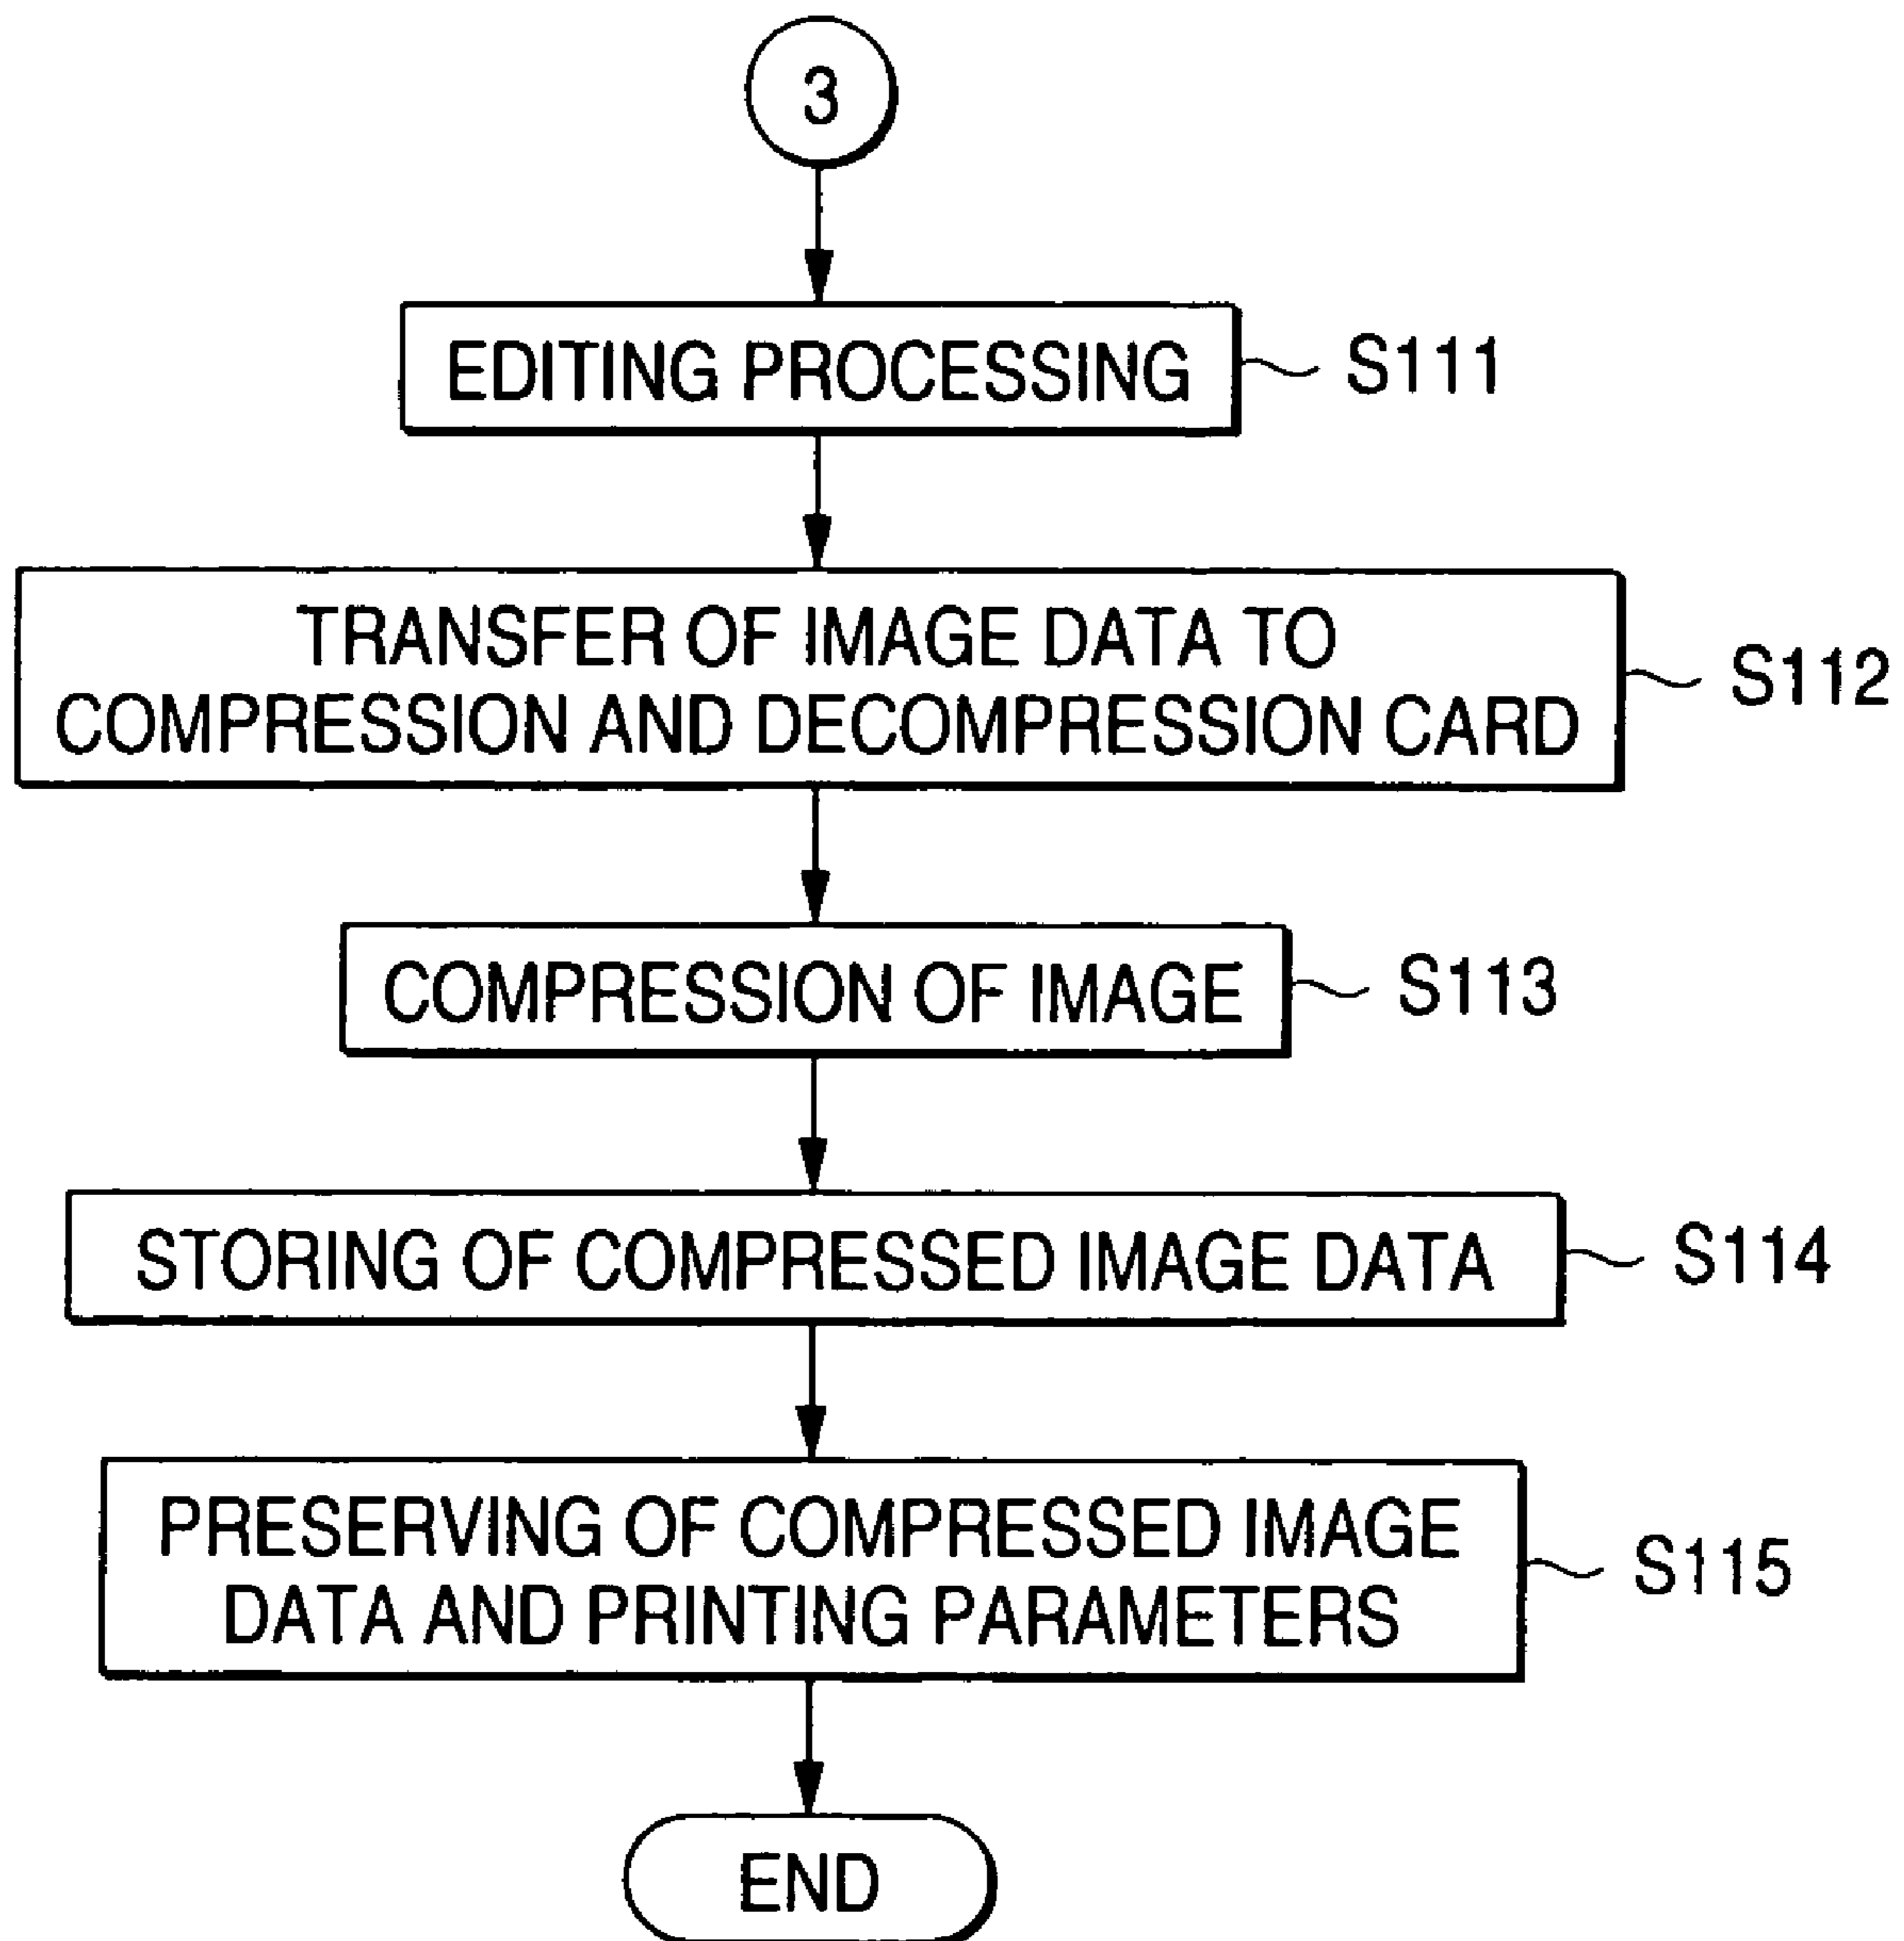 3
EDITING PROCESSING
S111
TRANSFER OF IMAGE DATA TO
COMPRESSION AND DECOMPRESSION CARD
S112
COMPRESSION OF IMAGE
S113
STORING OF COMPRESSED IMAGE DATA
S114
PRESERVING OF COMPRESSED IMAGE
DATA AND PRINTING PARAMETERS
S115
END